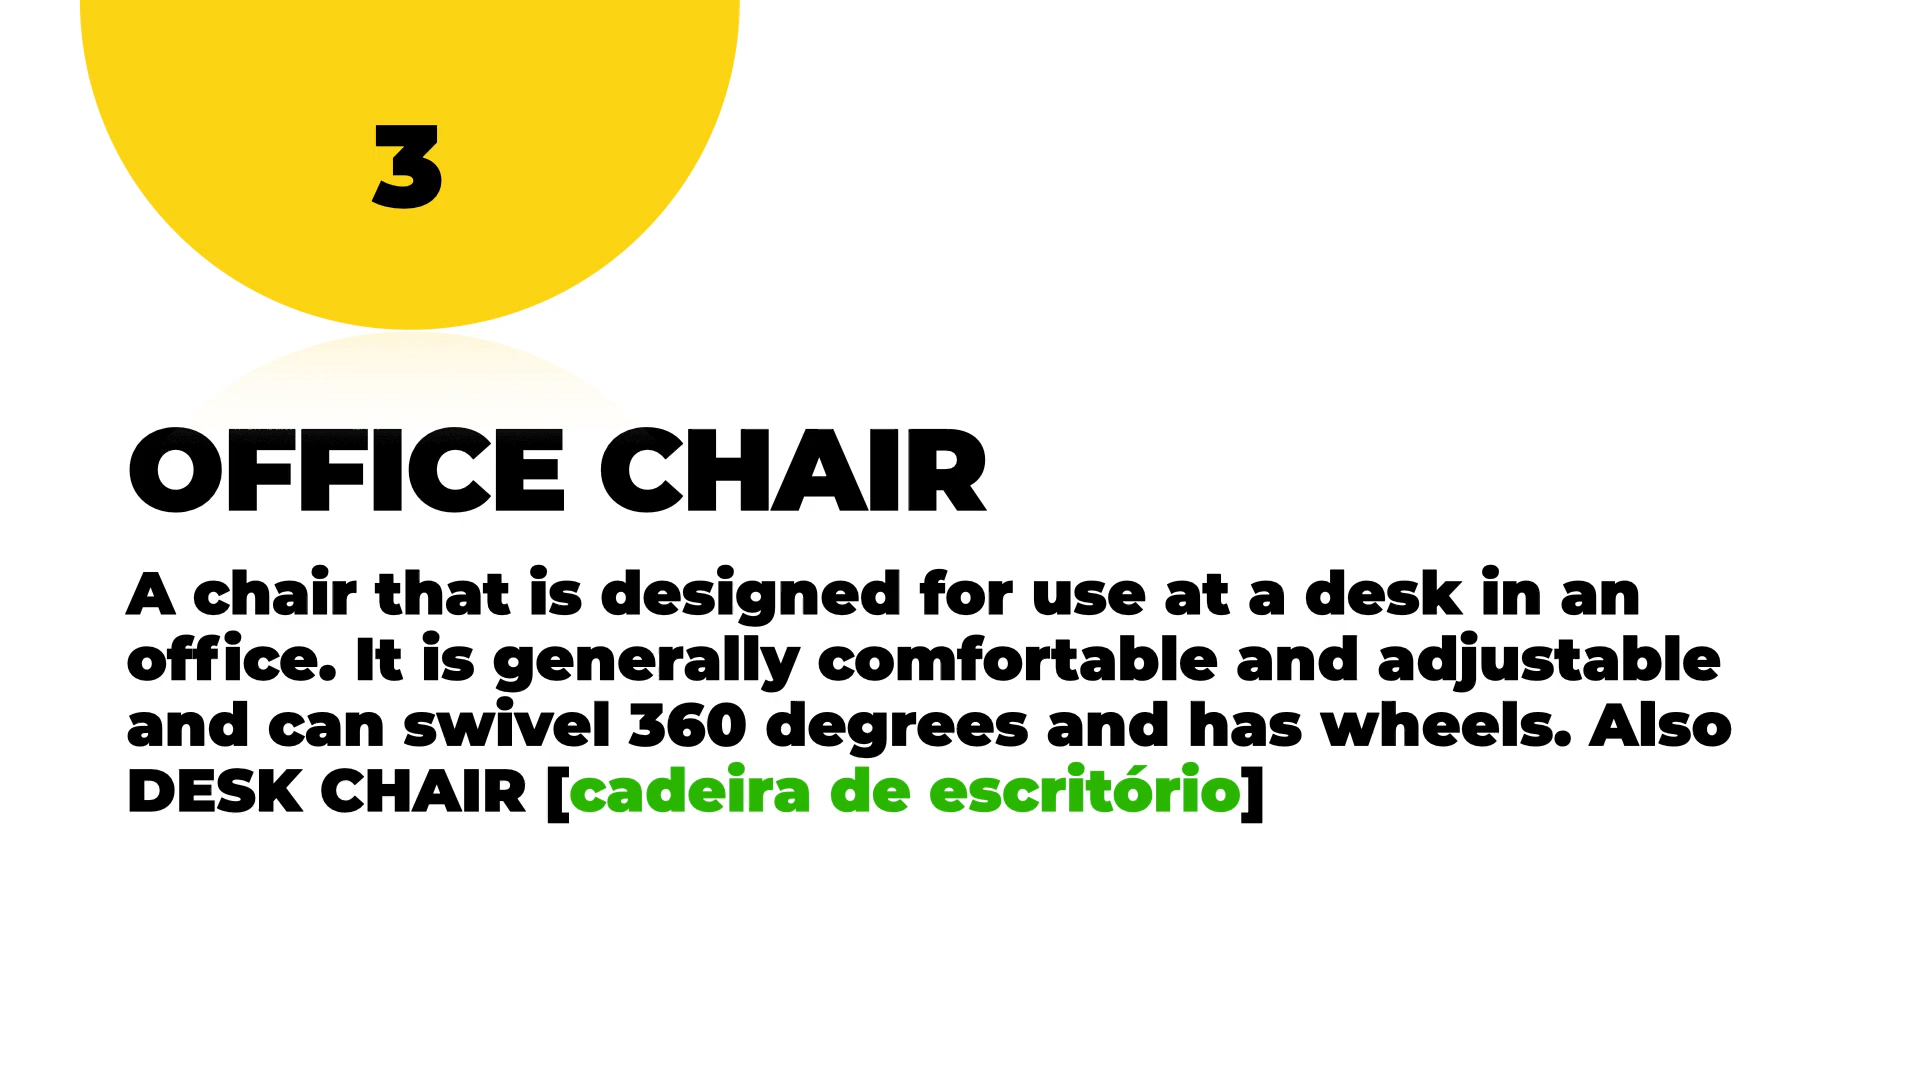 3
OFFICE CHAIR
A chair that is designed for use at a desk in an
office. It is generally comfortable and adjustable
and can swivel 360 degrees and has wheels. Also
DESK CHAIR [cadeira de escritório]